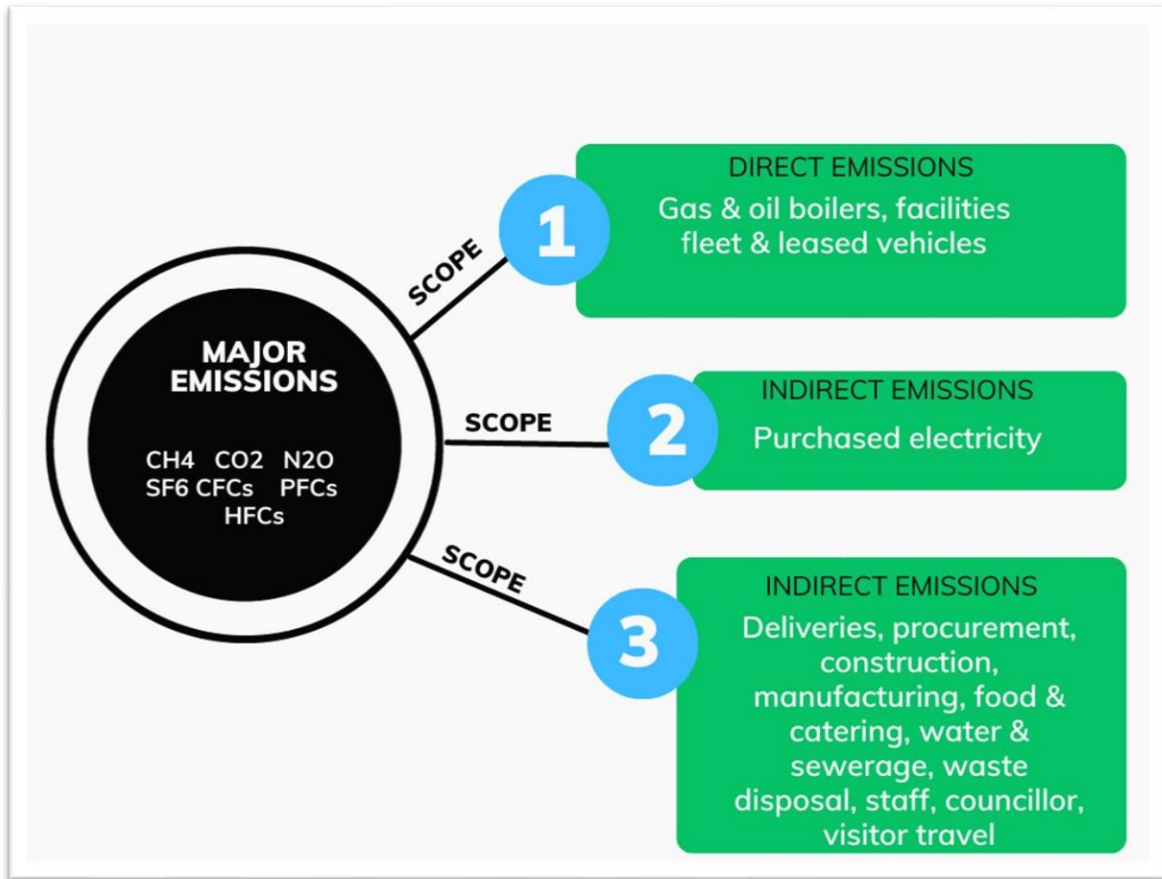 MAJOR
EMISSIONS
CH4 CO2 N2O
SF6 CFCs PFCs
HFCs
SCOPE
1
DIRECT EMISSIONS
Gas & oil boilers, facilities
fleet & leased vehicles
SCOPE
2
INDIRECT EMISSIONS
Purchased electricity
SCOPE
3
INDIRECT EMISSIONS
Deliveries, procurement,
construction,
manufacturing, food &
catering, water &
sewerage, waste
disposal, staff, councillor,
visitor travel